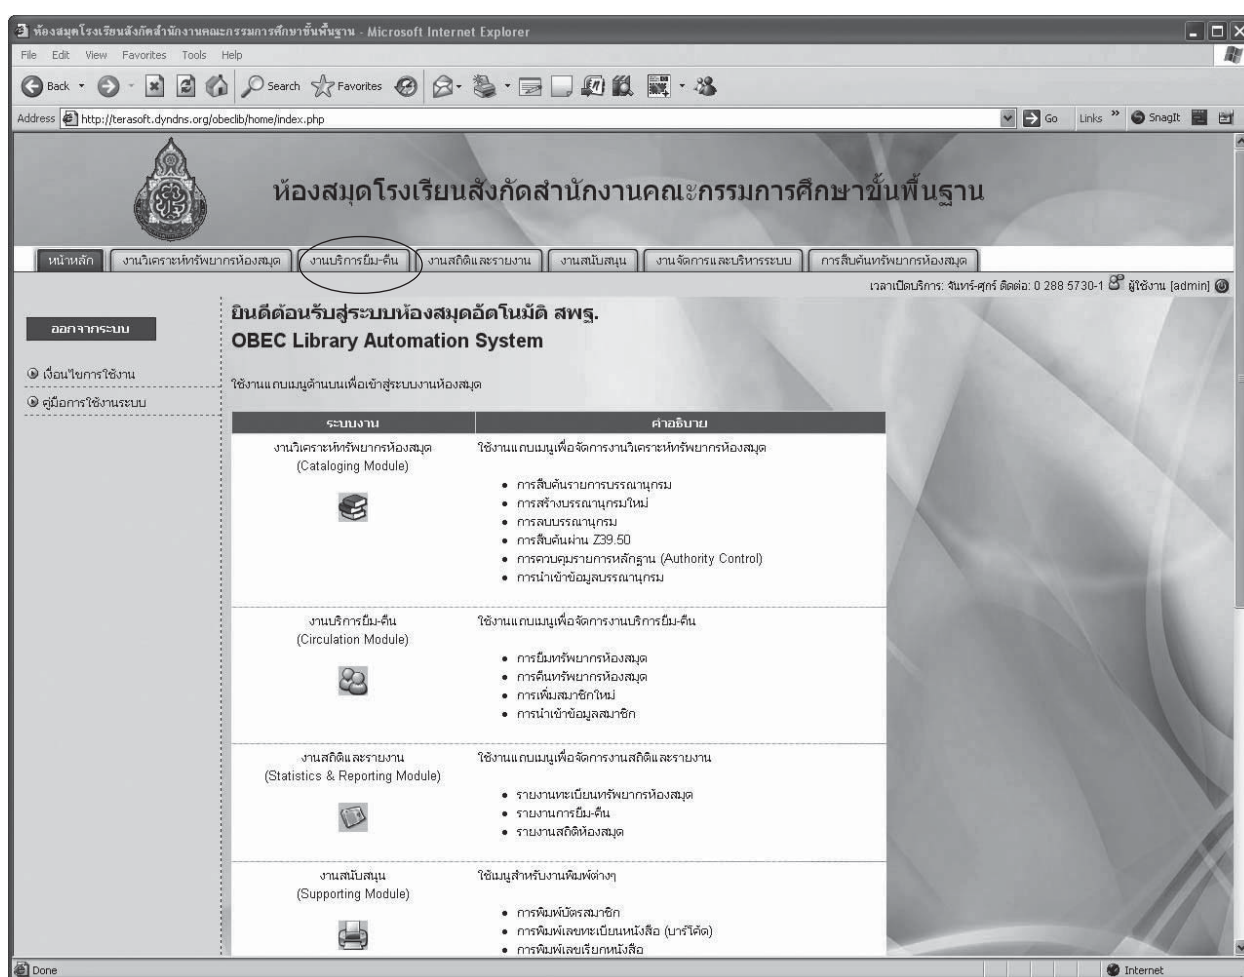 ห้องสมุดโรงเรียนสังกัดสำนักงานคณะกรรมการศึกษาขั้นพื้นฐาน - Microsoft Internet Explorer
File Edit View Favorites Tools Help
Back Search Favorites
Address http://terasoft.dyndns.org/obeclib/home/index.php Go Links » SnagIt
ห้องสมุดโรงเรียนสังกัดสำนักงานคณะกรรมการศึกษาขั้นพื้นฐาน
หน้าหลัก งานวิเคราะห์ทรัพยากรห้องสมุด งานบริการยืม-คืน งานสถิติและรายงาน งานสนับสนุน งานจัดการและบริหารระบบ การสืบค้นทรัพยากรห้องสมุด
เวลาเปิดบริการ: จันทร์-ศุกร์ ติดต่อ: 0 288 5730-1 ผู้ใช้งาน [admin]
ออกจากระบบ
เงื่อนไขการใช้งาน
คู่มือการใช้งานระบบ
ยินดีต้อนรับสู่ระบบห้องสมุดอัตโนมัติ สพฐ.
OBEC Library Automation System
ใช้งานแถบเมนูด้านบนเพื่อเข้าสู่ระบบงานห้องสมุด
ระบบงาน คำอธิบาย
งานวิเคราะห์ทรัพยากรห้องสมุด ใช้งานแถบเมนูเพื่อจัดการงานวิเคราะห์ทรัพยากรห้องสมุด
(Cataloging Module)
• การสืบค้นรายการบรรณานุกรม
• การสร้างบรรณานุกรมใหม่
• การลบบรรณานุกรม
• การสืบค้นผ่าน Z39.50
• การควบคุมรายการหลักฐาน (Authority Control)
• การนำเข้าข้อมูลบรรณานุกรม
งานบริการยืม-คืน ใช้งานแถบเมนูเพื่อจัดการงานบริการยืม-คืน
(Circulation Module)
• การยืมทรัพยากรห้องสมุด
• การคืนทรัพยากรห้องสมุด
• การเพิ่มสมาชิกใหม่
• การนำเข้าข้อมูลสมาชิก
งานสถิติและรายงาน ใช้งานแถบเมนูเพื่อจัดการงานสถิติและรายงาน
(Statistics & Reporting Module)
• รายงานทะเบียนทรัพยากรห้องสมุด
• รายงานการยืม-คืน
• รายงานสถิติห้องสมุด
งานสนับสนุน ใช้เมนูสำหรับงานพิมพ์ต่างๆ
(Supporting Module)
• การพิมพ์บัตรสมาชิก
• การพิมพ์เลขทะเบียนหนังสือ (บาร์โค้ด)
• การพิมพ์เลขเรียกหนังสือ
Done Internet